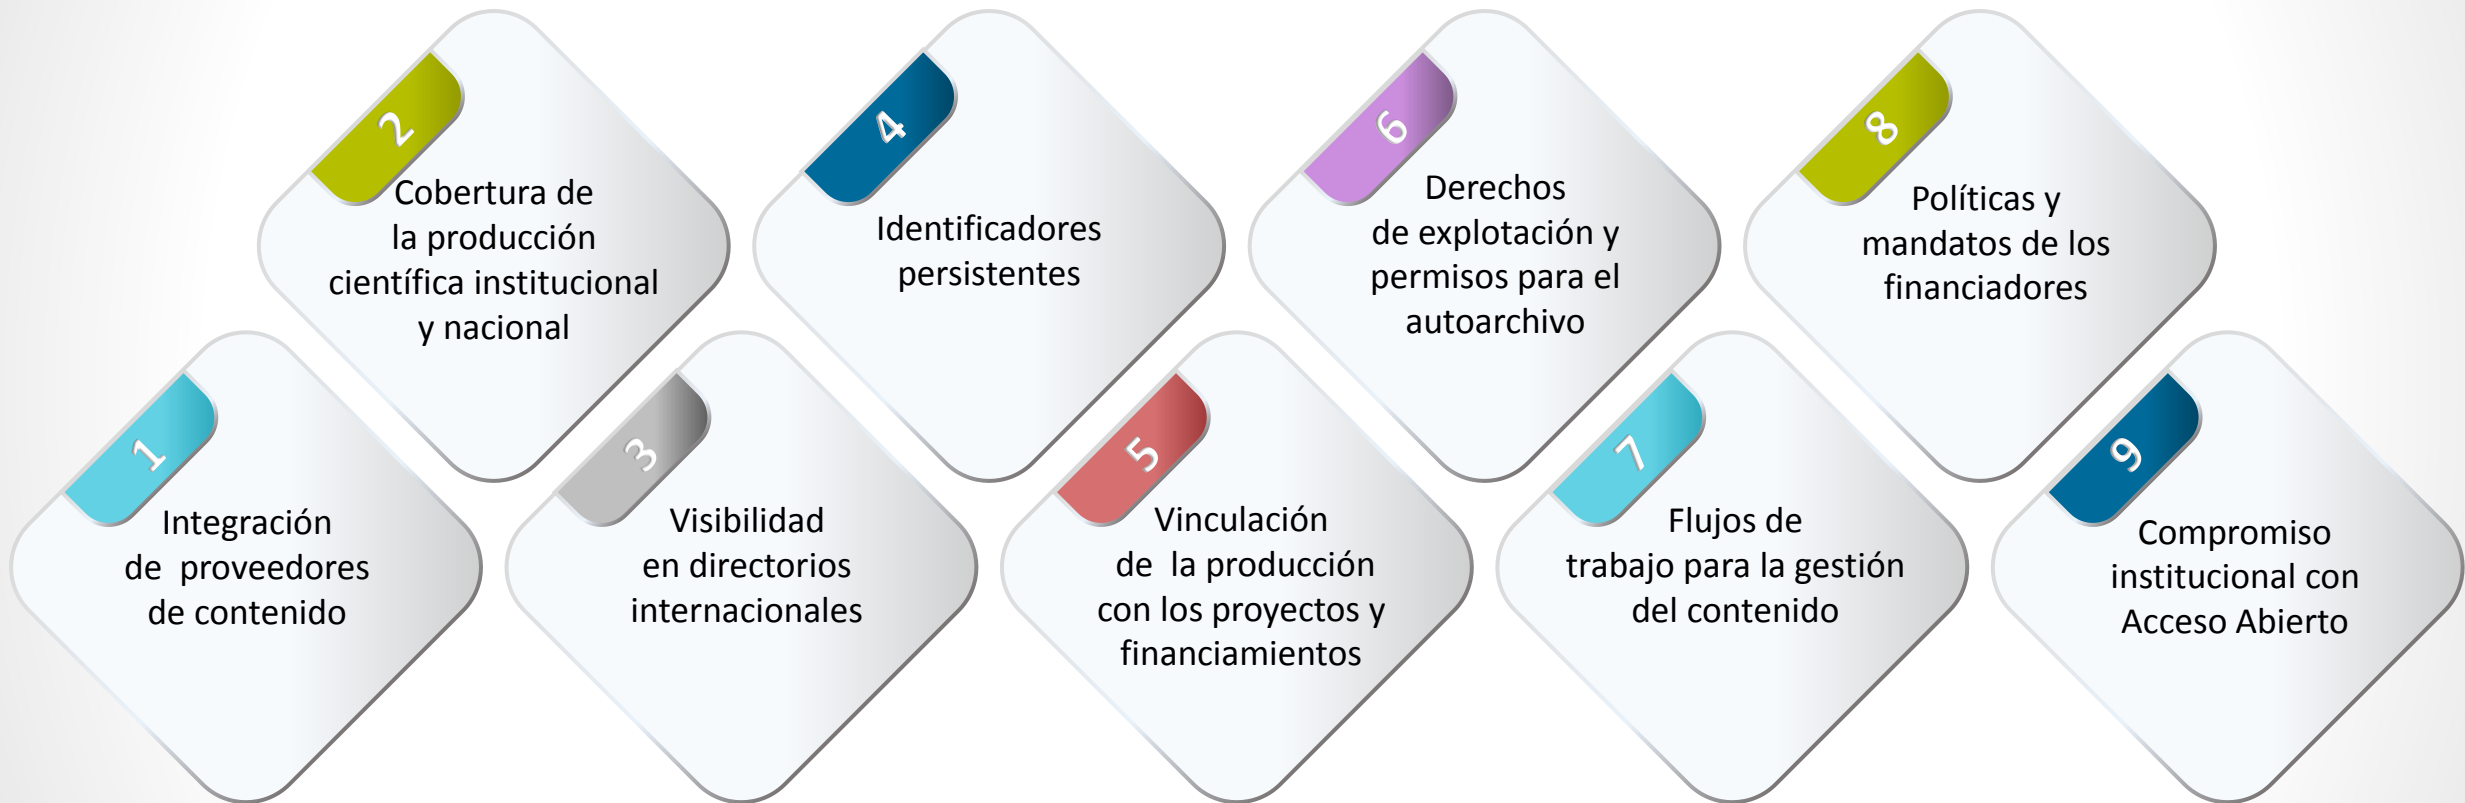 1
Integración
de proveedores
de contenido
2
Cobertura de
la producción
científica institucional
y nacional
3
Visibilidad
en directorios
internacionales
4
Identificadores
persistentes
5
Vinculación
de la producción
con los proyectos y
financiamientos
6
Derechos
de explotación y
permisos para el
autoarchivo
7
Flujos de
trabajo para la gestión
del contenido
8
Políticas y
mandatos de los
financiadores
9
Compromiso
institucional con
Acceso Abierto